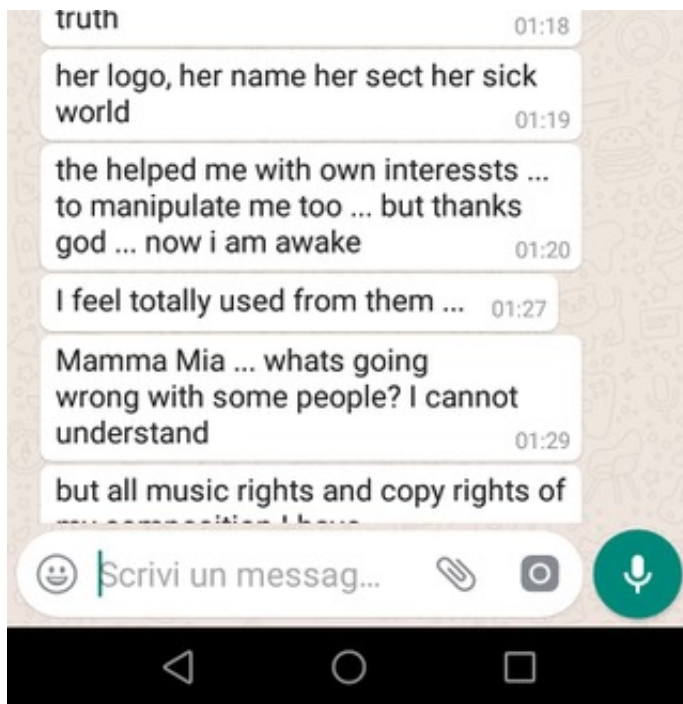 truth
01:18
her logo, her name her sect her sick
world
01:19
the helped me with own interessts ...
to manipulate me too ... but thanks
god ... now i am awake
01:20
I feel totally used from them ... 01:27
Mamma Mia ... whats going
wrong with some people? I cannot
understand
01:29
but all music rights and copy rights of
my composition I have
Scrivi un messag...